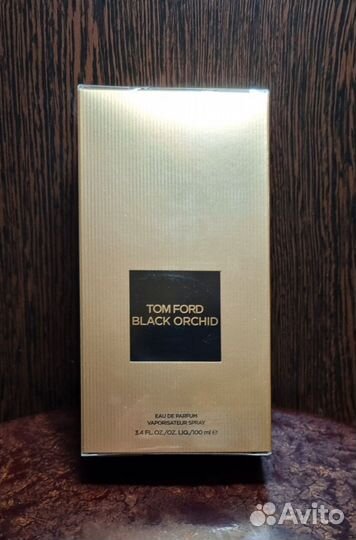 TOM FORD
BLACK ORCHID
EAU DE PARFUM
VAPORISATEUR SPRAY
3.4 FL.OZ./OZ. LIQ./100 ml ℮
Avito